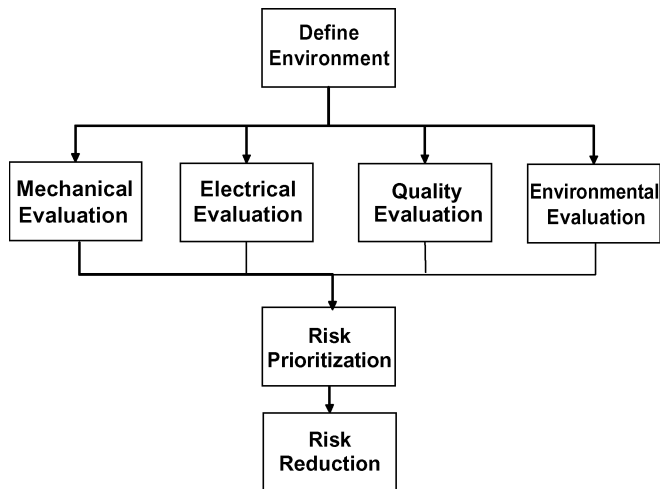 Define
Environment
Mechanical
Evaluation
Electrical
Evaluation
Quality
Evaluation
Environmental
Evaluation
Risk
Prioritization
Risk
Reduction